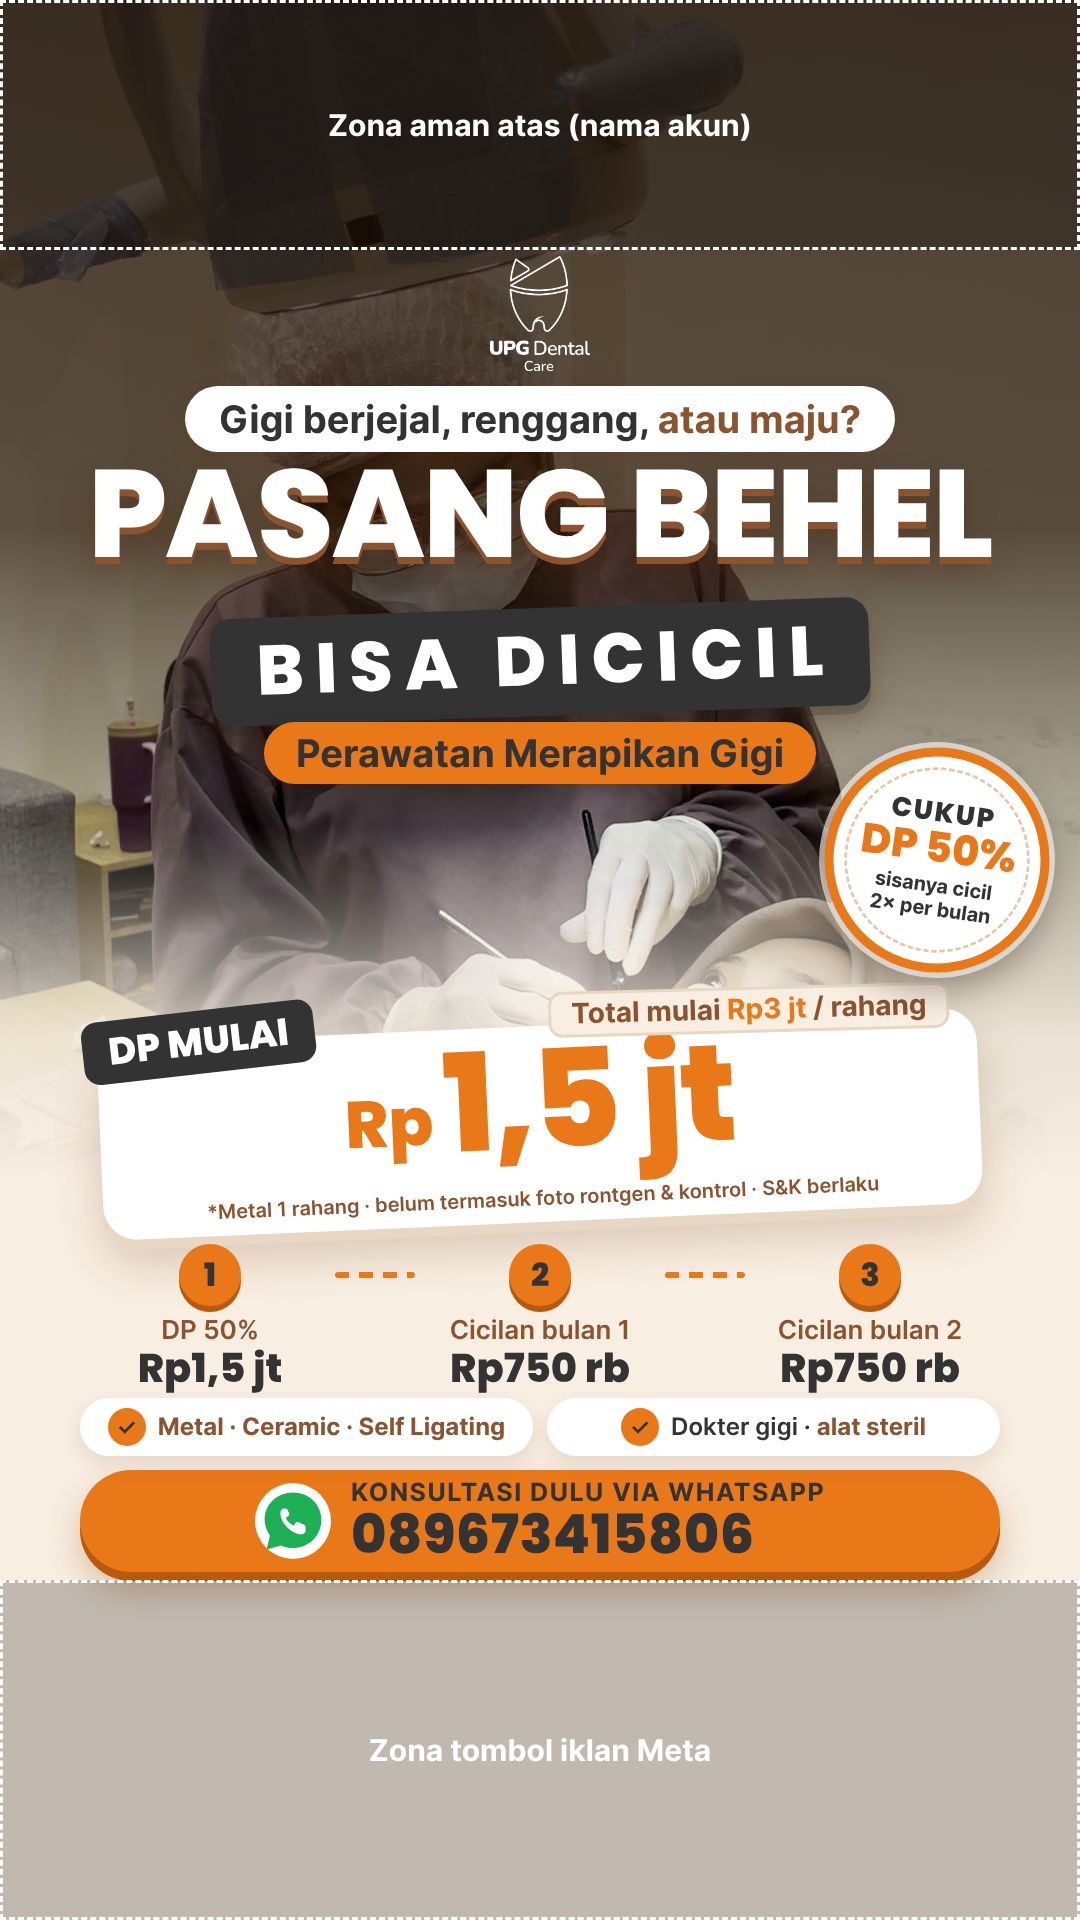 Zona aman atas (nama akun)
UPG Dental
Care
Gigi berjejal, renggang, atau maju?
PASANG BEHEL
BISA DICICIL
Perawatan Merapikan Gigi
CUKUP
DP 50%
sisanya cicil
2× per bulan
DP MULAI
Total mulai Rp3 jt / rahang
Rp1,5 jt
*Metal 1 rahang · belum termasuk foto rontgen & kontrol · S&K berlaku
1
2
3
DP 50%
Cicilan bulan 1
Cicilan bulan 2
Rp1,5 jt
Rp750 rb
Rp750 rb
Metal · Ceramic · Self Ligating
Dokter gigi · alat steril
KONSULTASI DULU VIA WHATSAPP
089673415806
Zona tombol iklan Meta